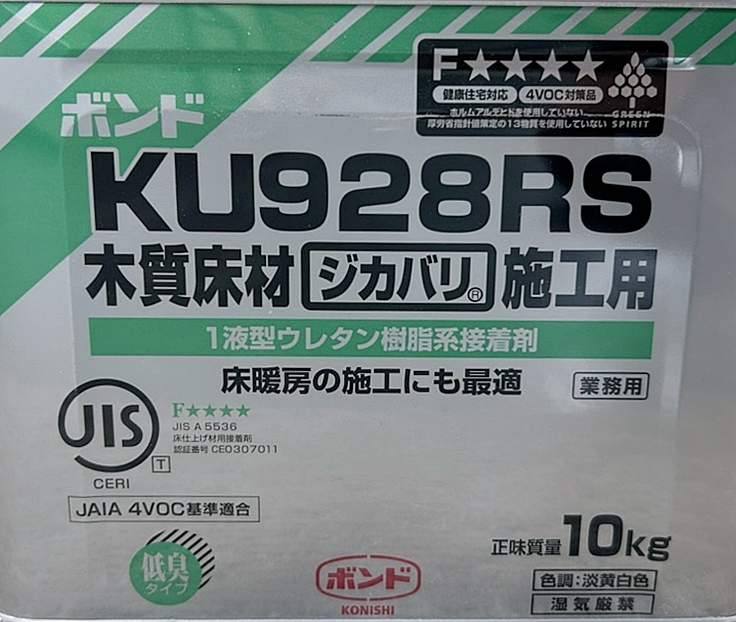 F★★★★
健康住宅対応 4VOC対策品
ホルムアルデヒドを使用していない
厚労省指針値策定の13物質を使用していない
GREEN
SPIRIT
ボンド
KU928RS
木質床材 ジカバリ® 施工用
1液型ウレタン樹脂系接着剤
床暖房の施工にも最適 業務用
JIS
T
CERI
F★★★★
JIS A 5536
床仕上げ材用接着剤
認証番号 CE0307011
JAIA 4VOC基準適合
低臭
タイプ
ボンド
KONISHI
正味質量10kg
色調:淡黄白色
湿気厳禁